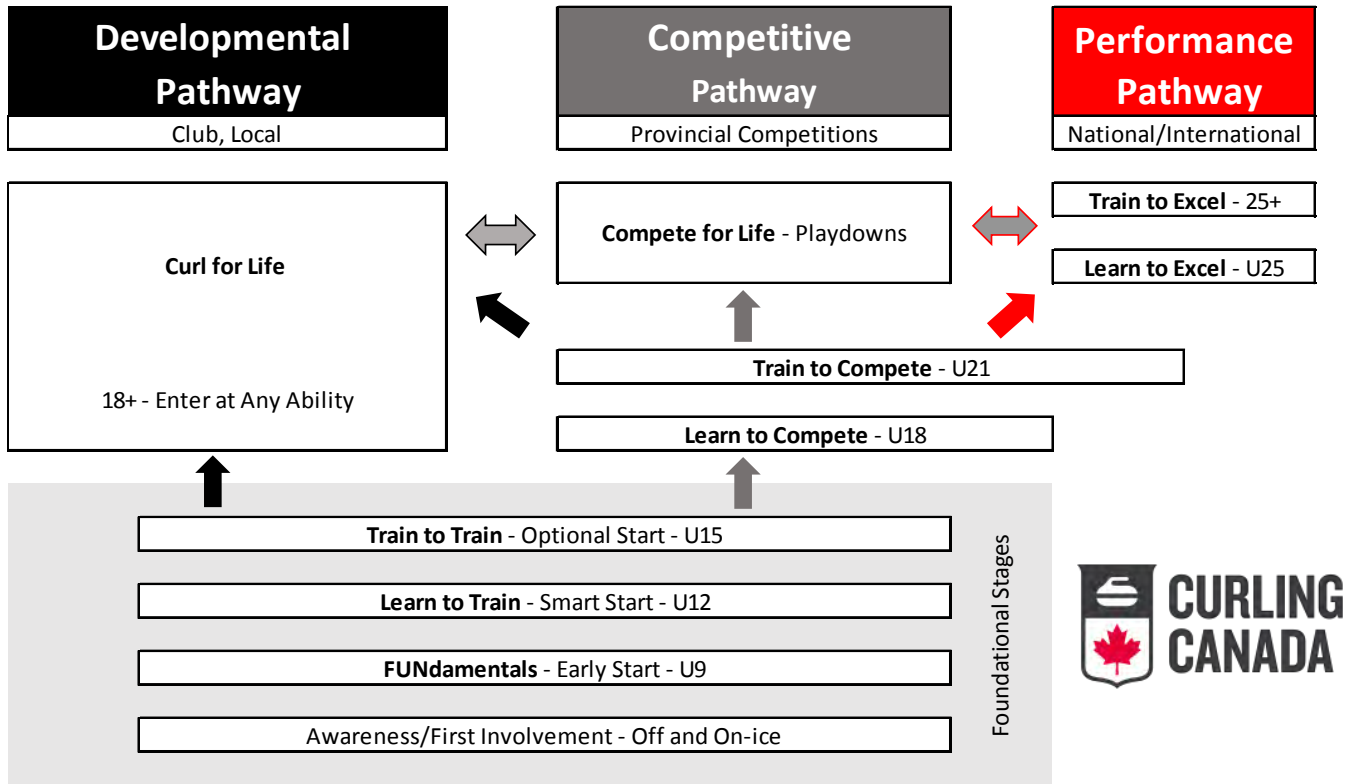 Developmental
Pathway
Club, Local
Competitive
Pathway
Provincial Competitions
Performance
Pathway
National/International
Curl for Life
18+ - Enter at Any Ability
Compete for Life - Playdowns
Train to Excel - 25+
Learn to Excel - U25
Train to Compete - U21
Learn to Compete - U18
Train to Train - Optional Start - U15
Learn to Train - Smart Start - U12
FUNdamentals - Early Start - U9
Awareness/First Involvement - Off and On-ice
Foundational Stages
CURLING
CANADA